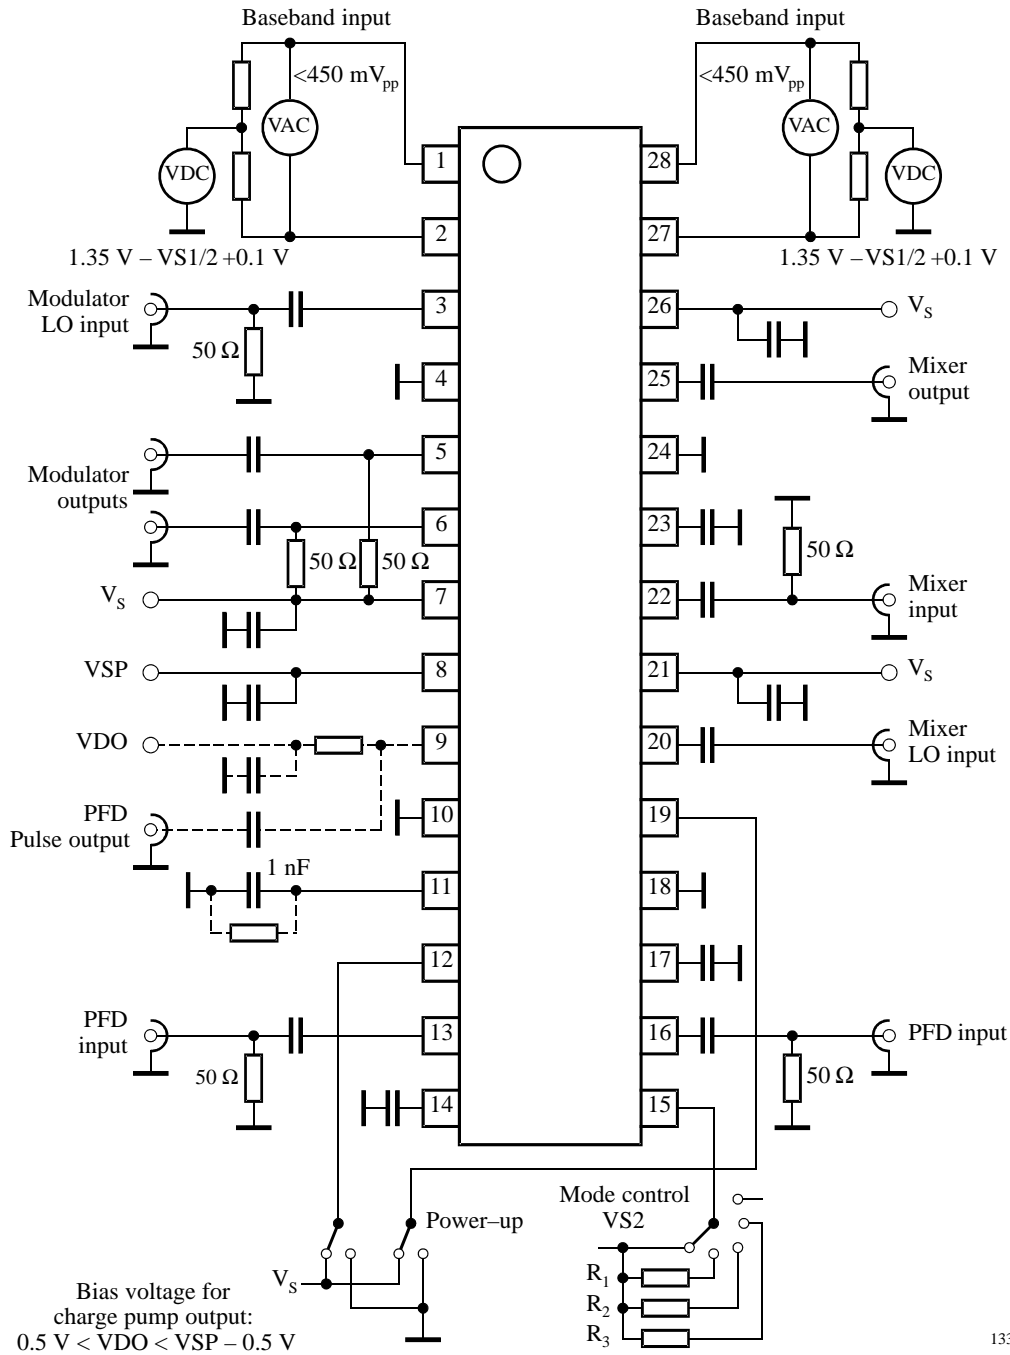 Baseband input
Baseband input
<450 mVpp
<450 mVpp
VAC
VAC
VDC
VDC
1
28
2
27
1.35 V – VS1/2 +0.1 V
1.35 V – VS1/2 +0.1 V
Modulator
LO input
3
26
VS
50 Ω
4
25
Mixer
output
5
24
Modulator
outputs
6
23
50 Ω
50 Ω
50 Ω
VS
7
22
Mixer
input
VSP
8
21
VS
VDO
9
20
Mixer
LO input
PFD
Pulse output
10
19
1 nF
11
18
12
17
PFD
input
13
16
PFD input
50 Ω
50 Ω
14
15
Mode control
VS2
Power–up
VS
R1
R2
R3
Bias voltage for
charge pump output:
0.5 V < VDO < VSP – 0.5 V
133